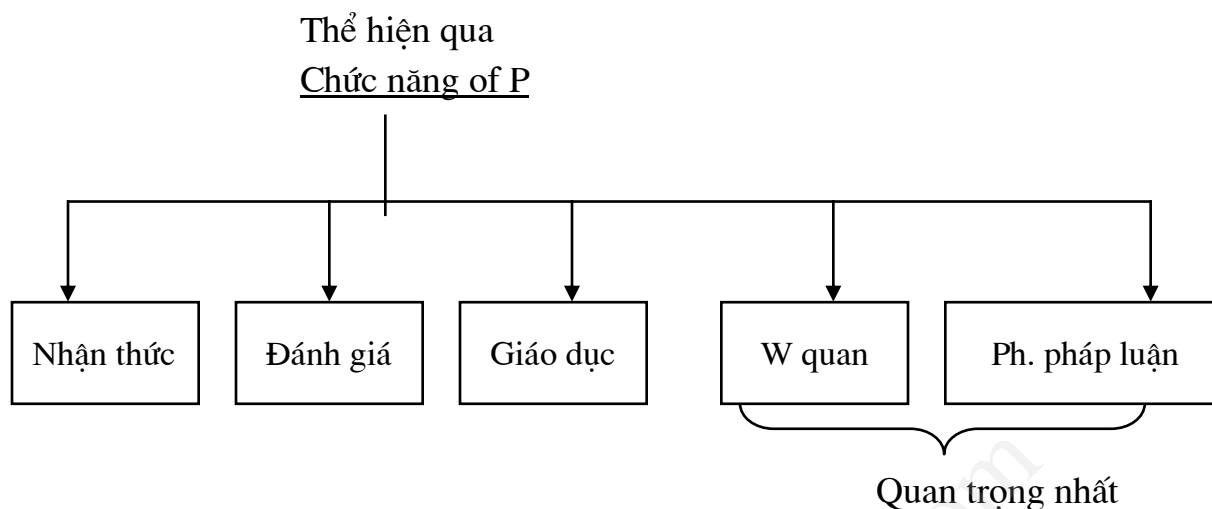 Thể hiện qua
Chức năng of P
Nhận thức
Đánh giá
Giáo dục
W quan
Ph. pháp luận
Quan trọng nhất